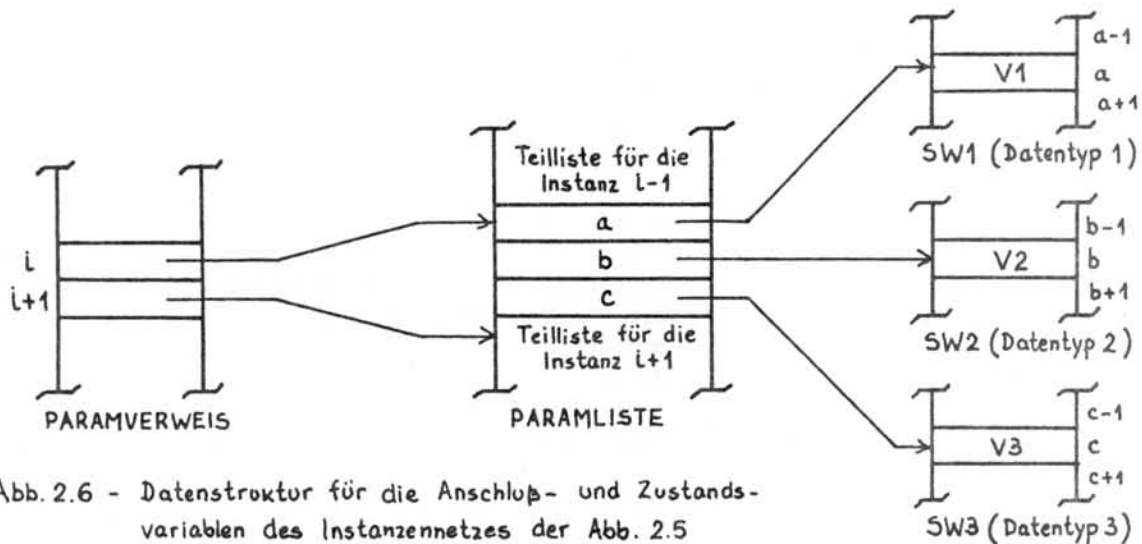 i
i+1
PARAMVERWEIS
Teilliste für die
Instanz i-1
a
b
c
Teilliste für die
Instanz i+1
PARAMLISTE
a-1
V1
a
a+1
SW1 (Datentyp 1)
b-1
V2
b
b+1
SW2 (Datentyp 2)
c-1
V3
c
c+1
SW3 (Datentyp 3)
Abb. 2.6 - Datenstruktur für die Anschluß- und Zustands-
variablen des Instanzennetzes der Abb. 2.5